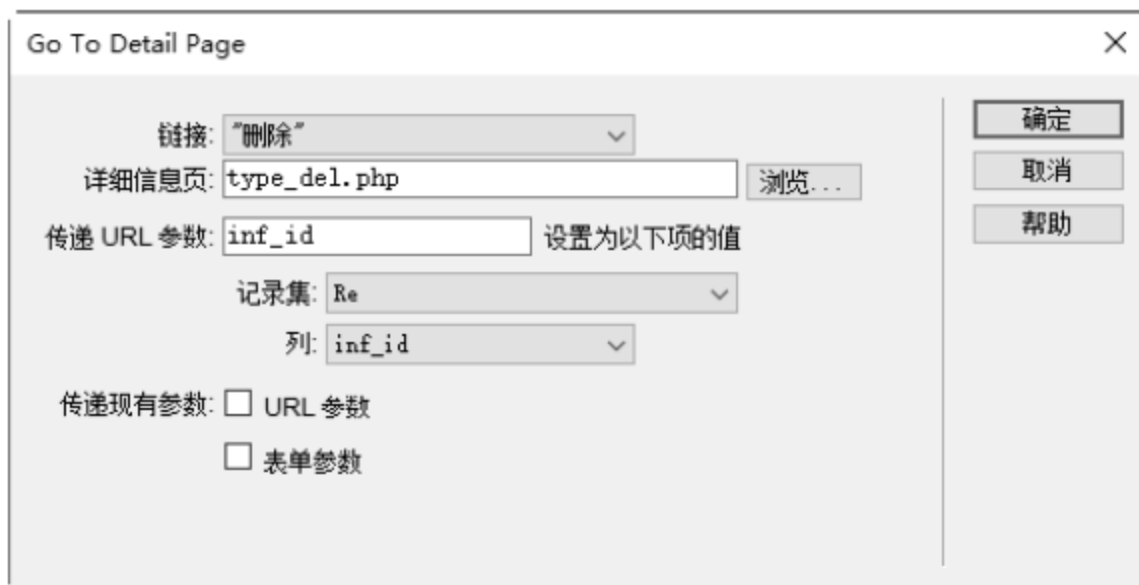 Go To Detail Page
链接: "删除" 确定
详细信息页: type_del.php 浏览... 取消
传递 URL 参数: inf_id 设置为以下项的值 帮助
记录集: Re
列: inf_id
传递现有参数: URL 参数
表单参数